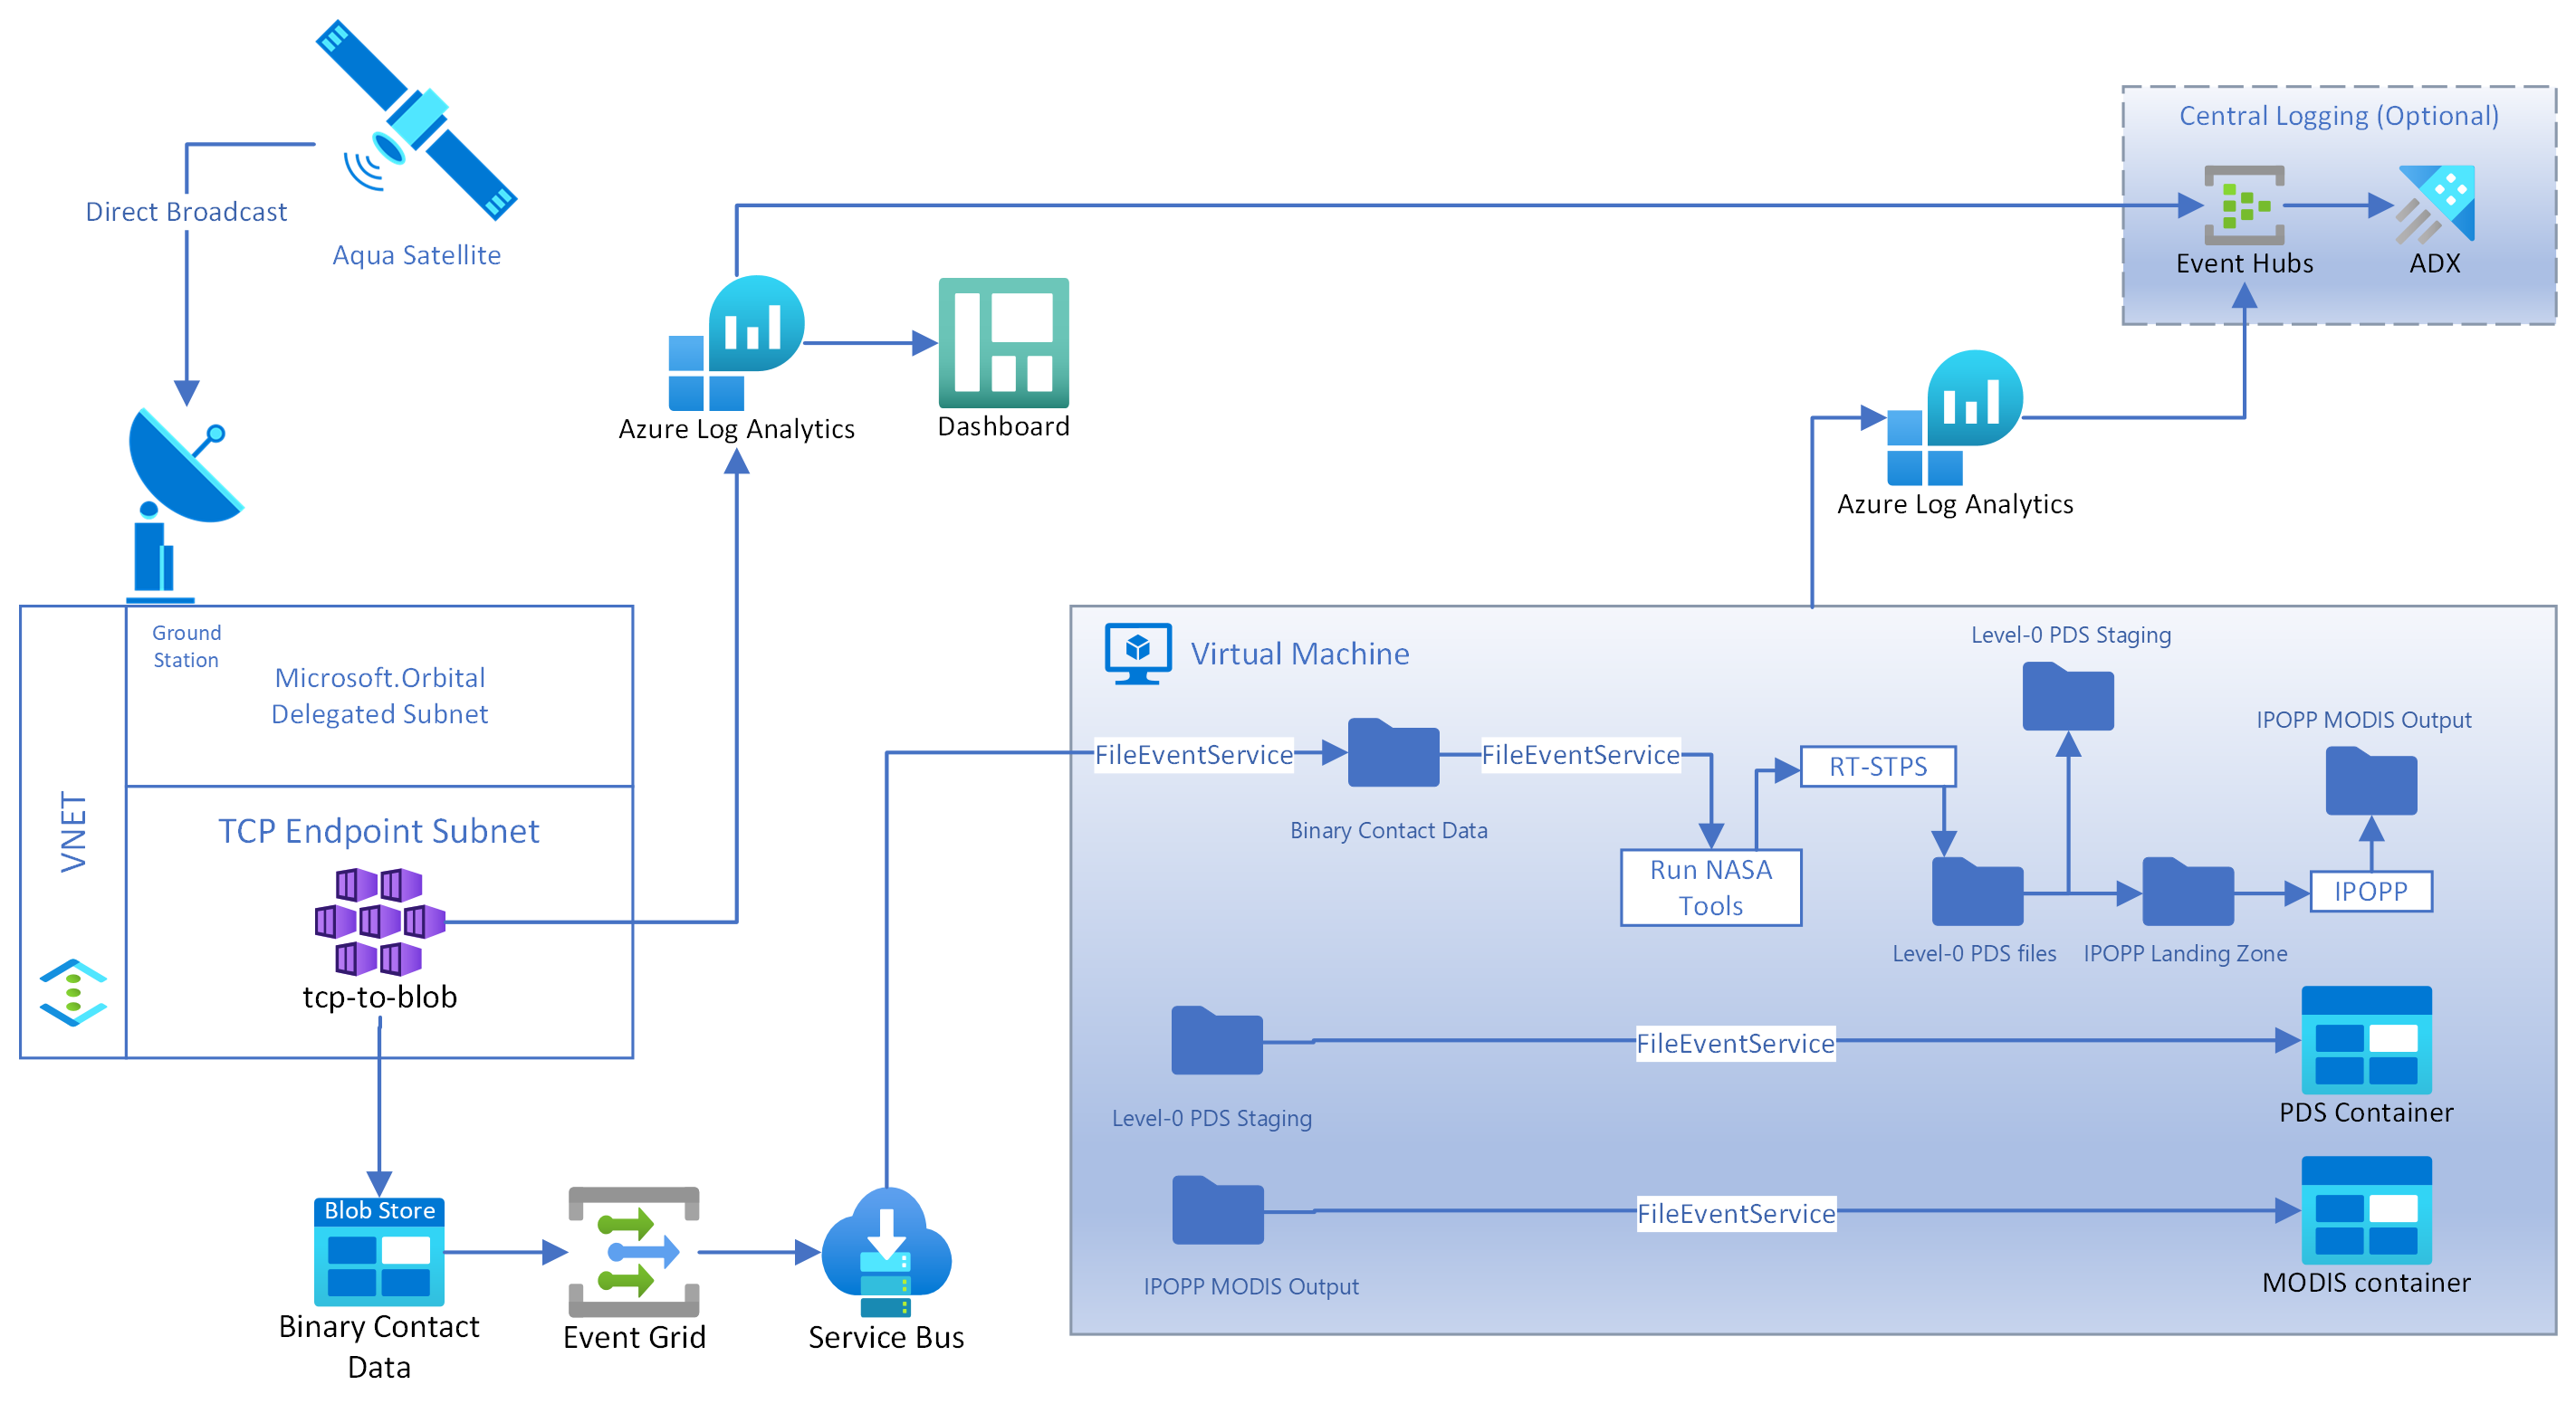 Direct Broadcast
Aqua Satellite
Central Logging (Optional)
Event Hubs
ADX
Azure Log Analytics
Dashboard
Azure Log Analytics
VNET
Ground
Station
Microsoft.Orbital
Delegated Subnet
TCP Endpoint Subnet
tcp-to-blob
Blob Store
Binary Contact
Data
Event Grid
Service Bus
Virtual Machine
FileEventService
Binary Contact Data
FileEventService
Run NASA
Tools
RT-STPS
Level-0 PDS files
Level-0 PDS Staging
IPOPP Landing Zone
IPOPP
IPOPP MODIS Output
Level-0 PDS Staging
FileEventService
PDS Container
IPOPP MODIS Output
FileEventService
MODIS container